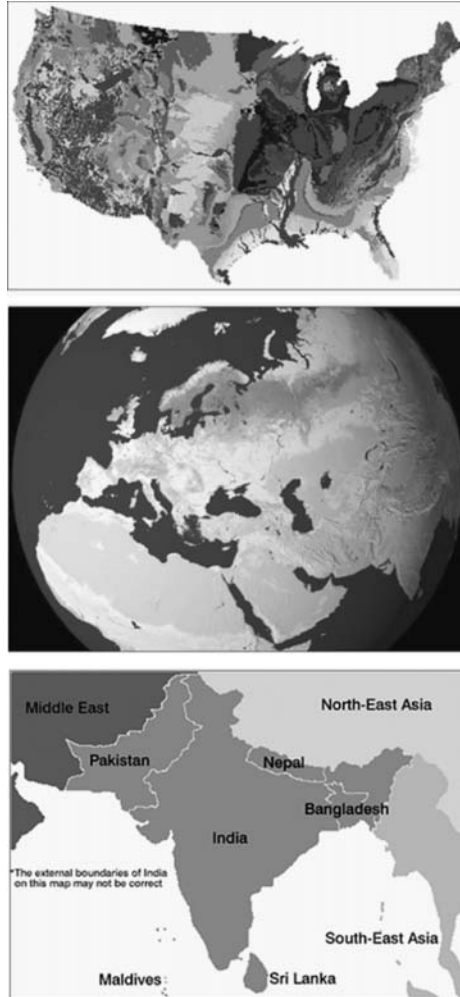 Middle East
North-East Asia
Pakistan
Nepal
Bangladesh
India
*The external boundaries of India
on this map may not be correct
South-East Asia
Maldives
Sri Lanka